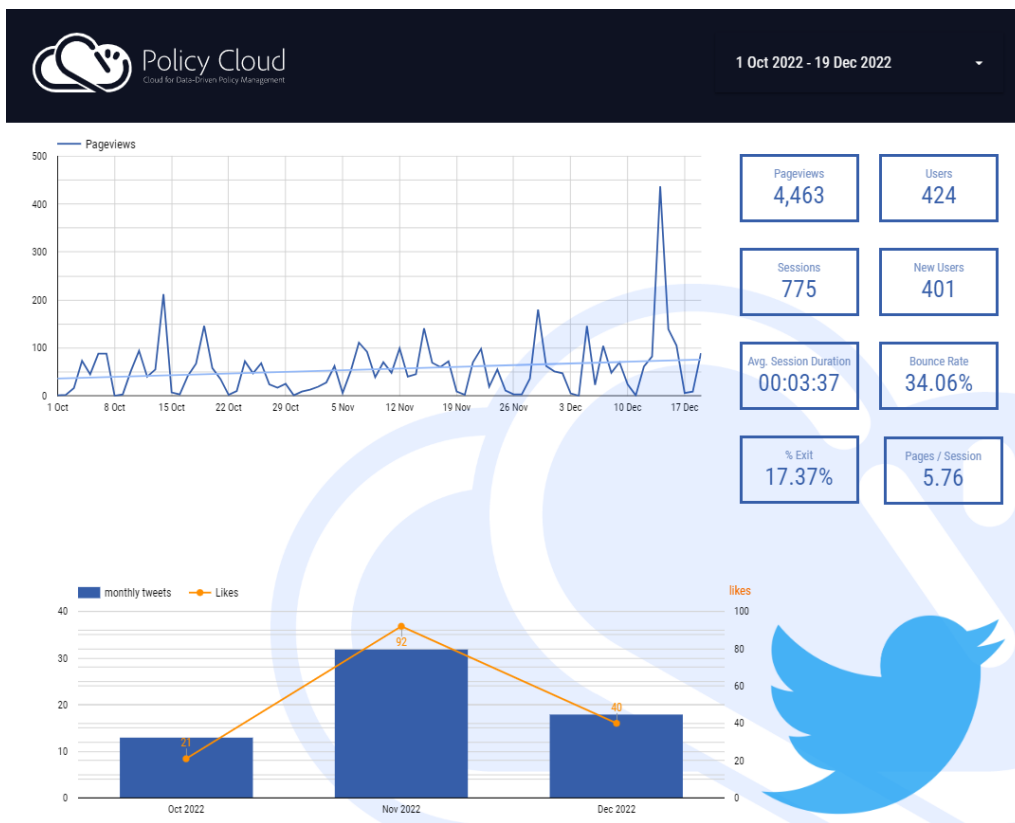 Policy Cloud
Cloud for Data-Driven Policy Management
1 Oct 2022 - 19 Dec 2022
Pageviews
500
400
300
200
100
0
1 Oct 8 Oct 15 Oct 22 Oct 29 Oct 5 Nov 12 Nov 19 Nov 26 Nov 3 Dec 10 Dec 17 Dec
Pageviews
4,463
Users
424
Sessions
775
New Users
401
Avg. Session Duration
00:03:37
Bounce Rate
34.06%
% Exit
17.37%
Pages / Session
5.76
monthly tweets Likes
likes
40
30
20
10
0
100
80
60
40
20
0
21
92
40
Oct 2022 Nov 2022 Dec 2022